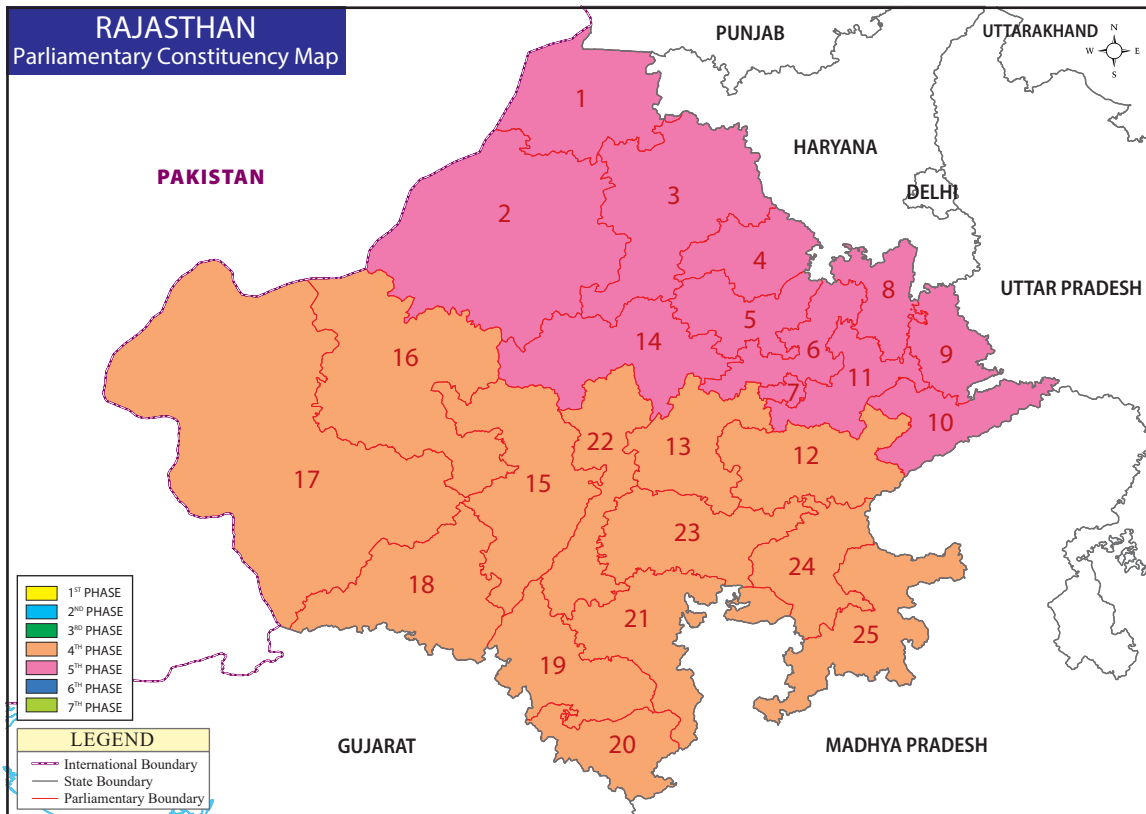 RAJASTHAN
Parliamentary Constituency Map
PUNJAB
UTTARAKHAND
N
W E
S
1
HARYANA
PAKISTAN
DELHI
3
2
4
8
UTTAR PRADESH
5
14
6
16
9
11
7
10
22
13
12
17
15
23
24
18
1ST PHASE
2ND PHASE
3RD PHASE
4TH PHASE
5TH PHASE
6TH PHASE
7TH PHASE
21
25
19
20
GUJARAT
MADHYA PRADESH
LEGEND
International Boundary
State Boundary
Parliamentary Boundary